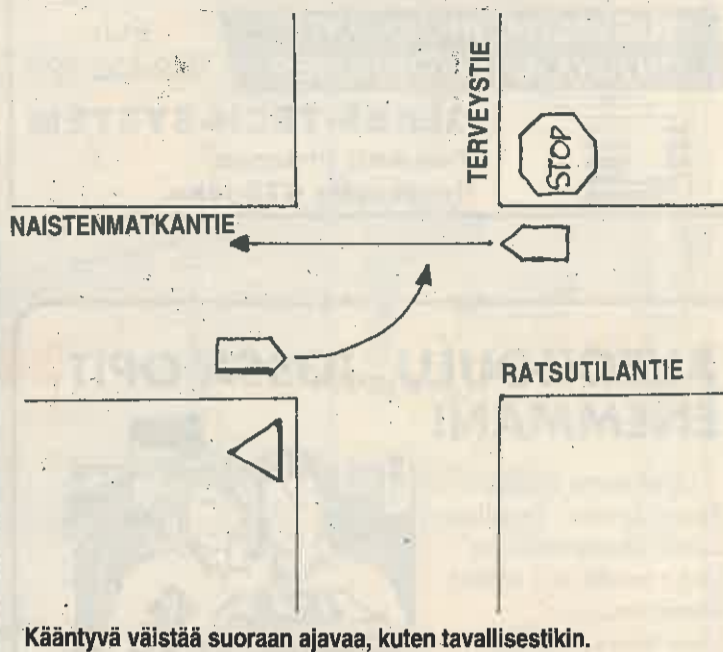 TERVEYSTIE
STOP
NAISTENMATKANTIE
RATSUTILANTIE
Kääntyvä väistää suoraan ajavaa, kuten tavallisestikin.